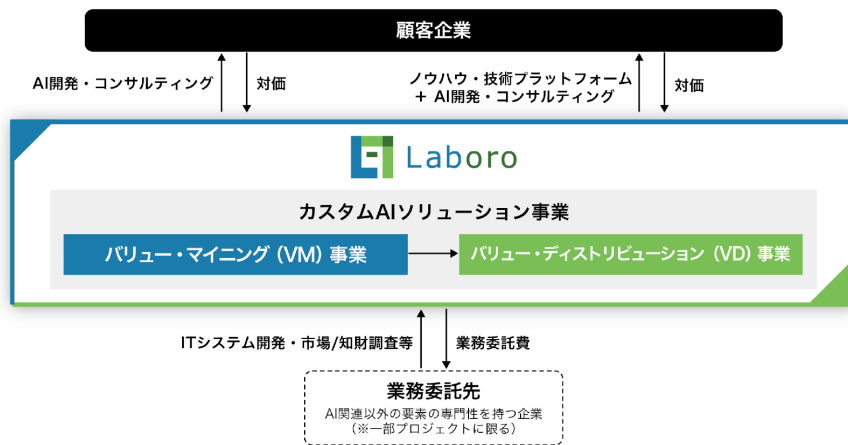 顧客企業
AI開発・コンサルティング
対価
ノウハウ・技術プラットフォーム
+ AI開発・コンサルティング
対価
Laboro
カスタムAIソリューション事業
バリュー・マイニング（VM）事業
バリュー・ディストリビューション（VD）事業
ITシステム開発・市場/知財調査等
業務委託費
業務委託先
AI関連以外の要素の専門性を持つ企業
（※一部プロジェクトに限る）